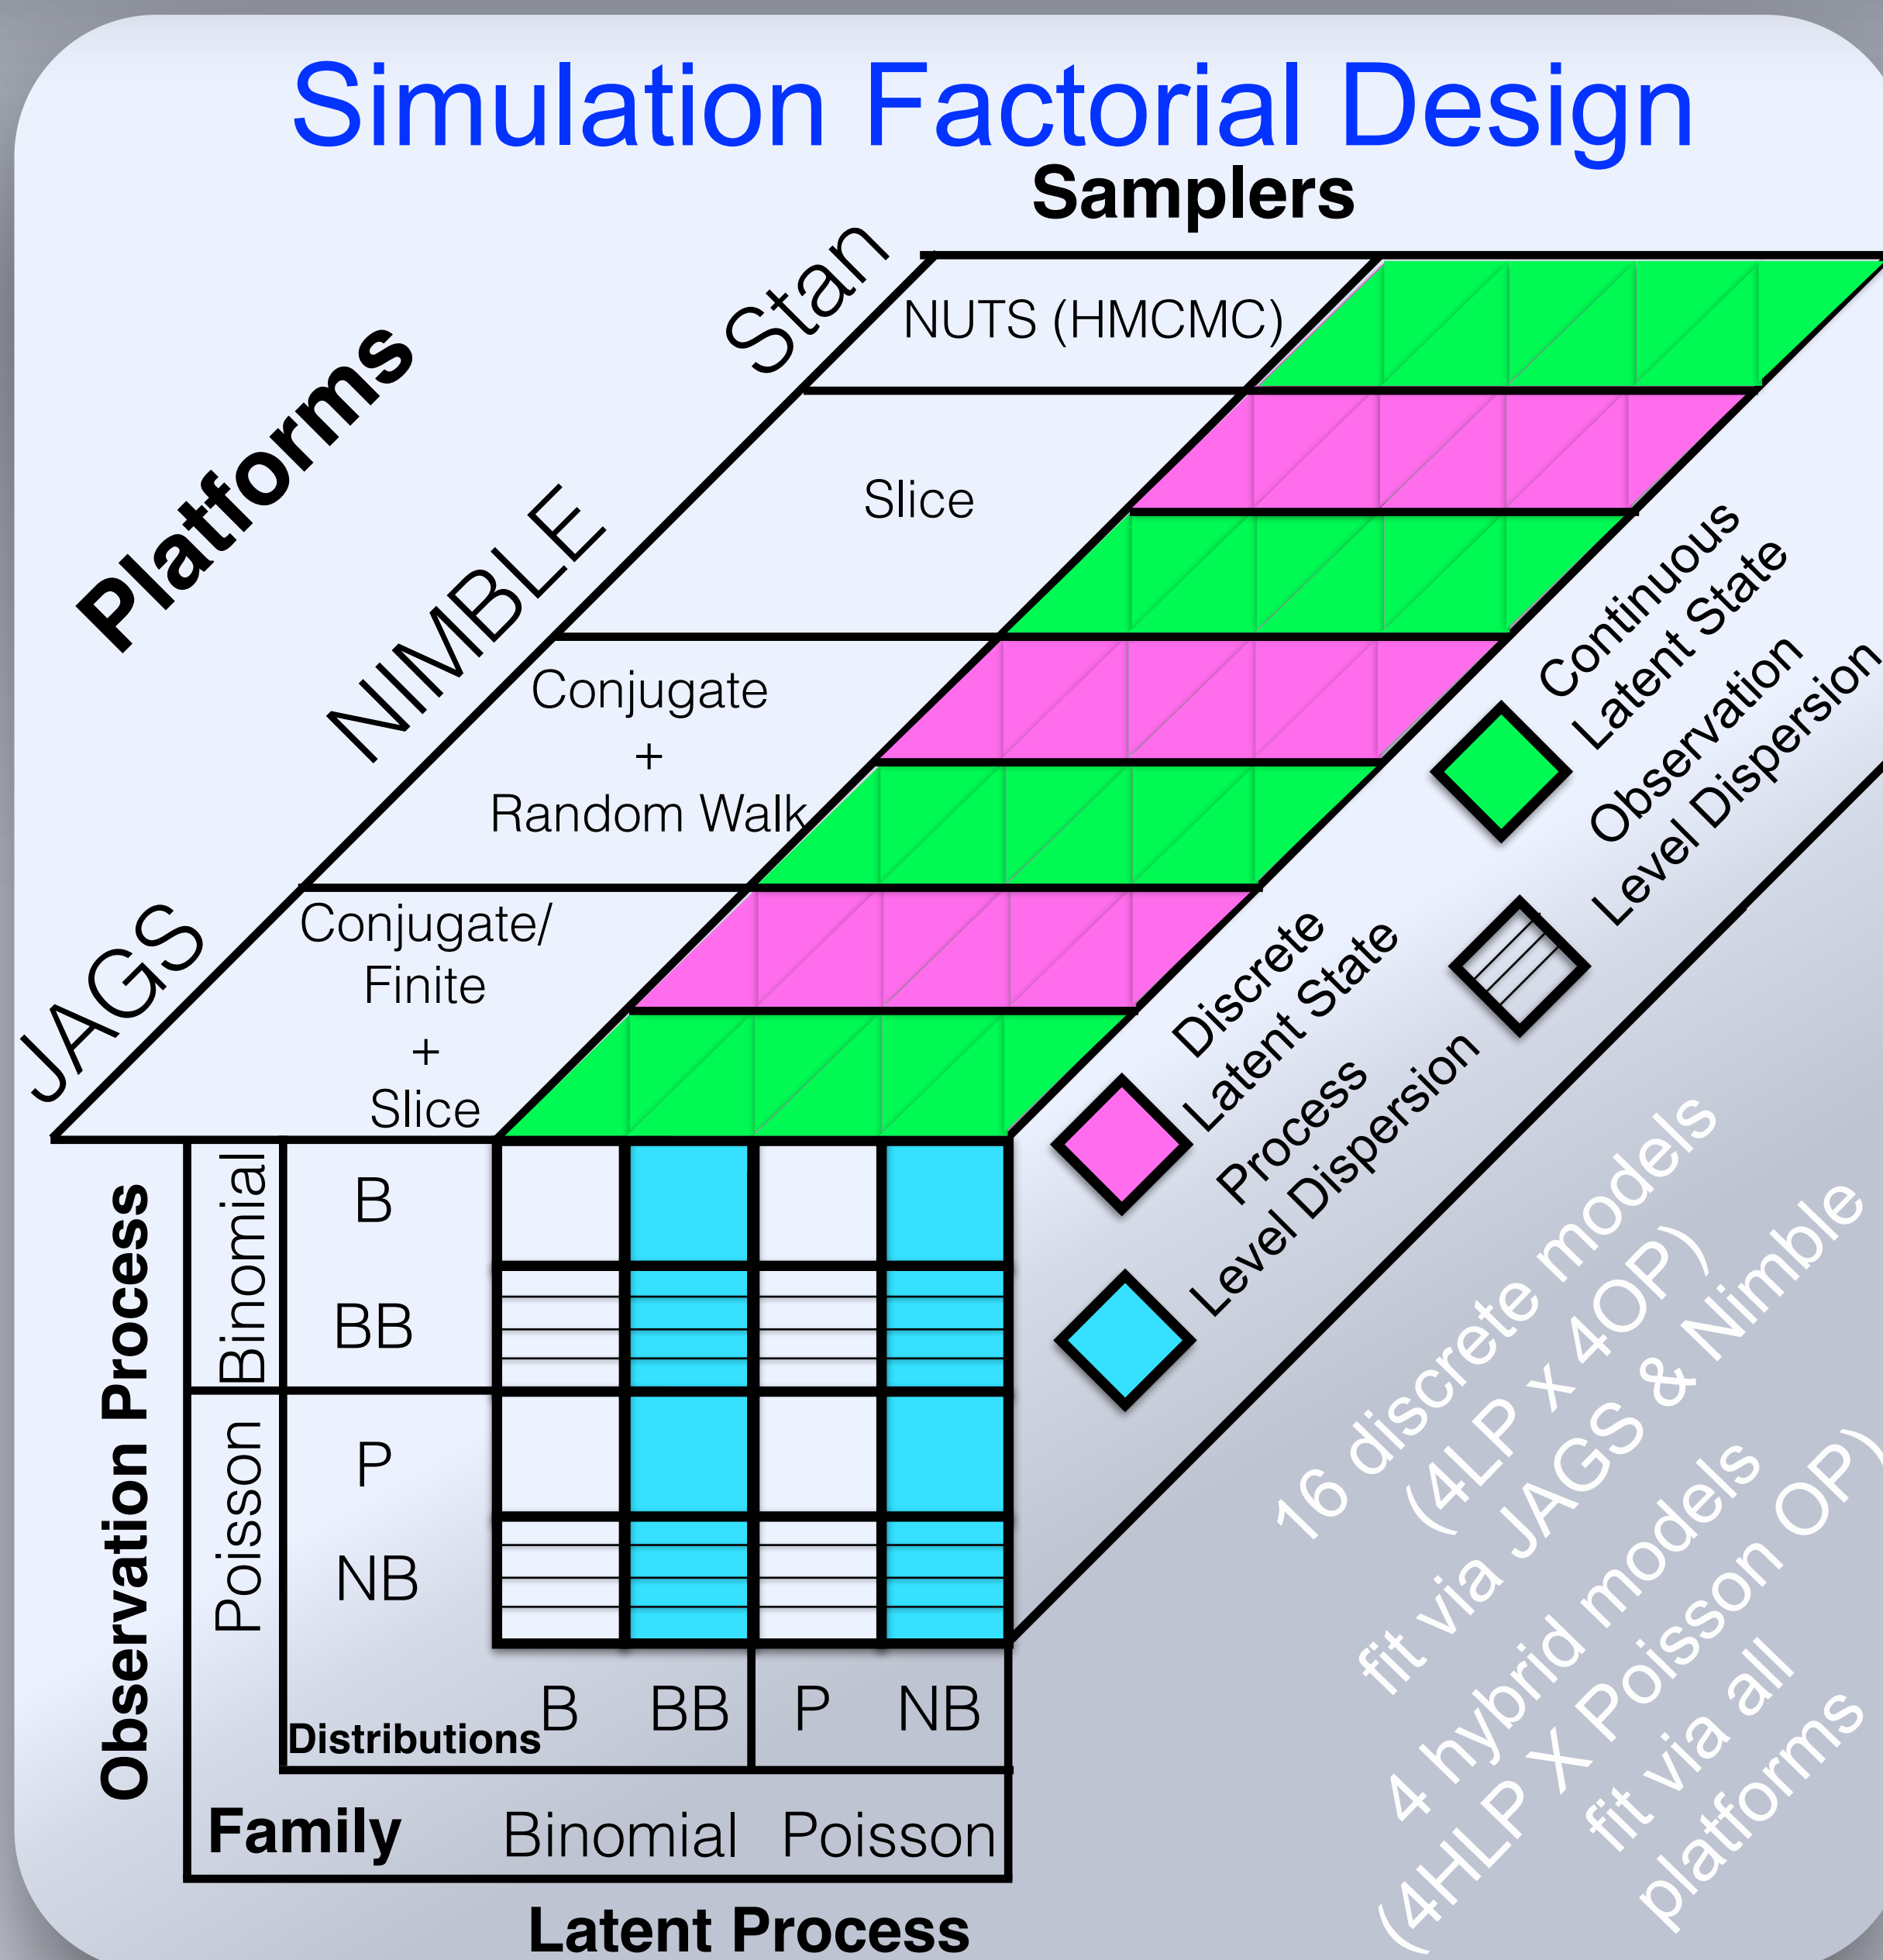 Simulation Factorial Design
Samplers
Platforms
Stan
NUTS (HMCMC)
NIMBLE
Slice
Conjugate
+
Random Walk
JAGS
Conjugate/
Finite
+
Slice
Continuous
Latent State
Observation
Level Dispersion
Discrete
Latent State
Process
Level Dispersion
Observation Process
Binomial
B
BB
Poisson
P
NB
Distributions
B
BB
P
NB
Family
Binomial
Poisson
Latent Process
16 discrete models
(4LP x 4OP)
fit via JAGS & Nimble
4 hybrid models
(4HLP X Poisson OP)
fit via all
platforms